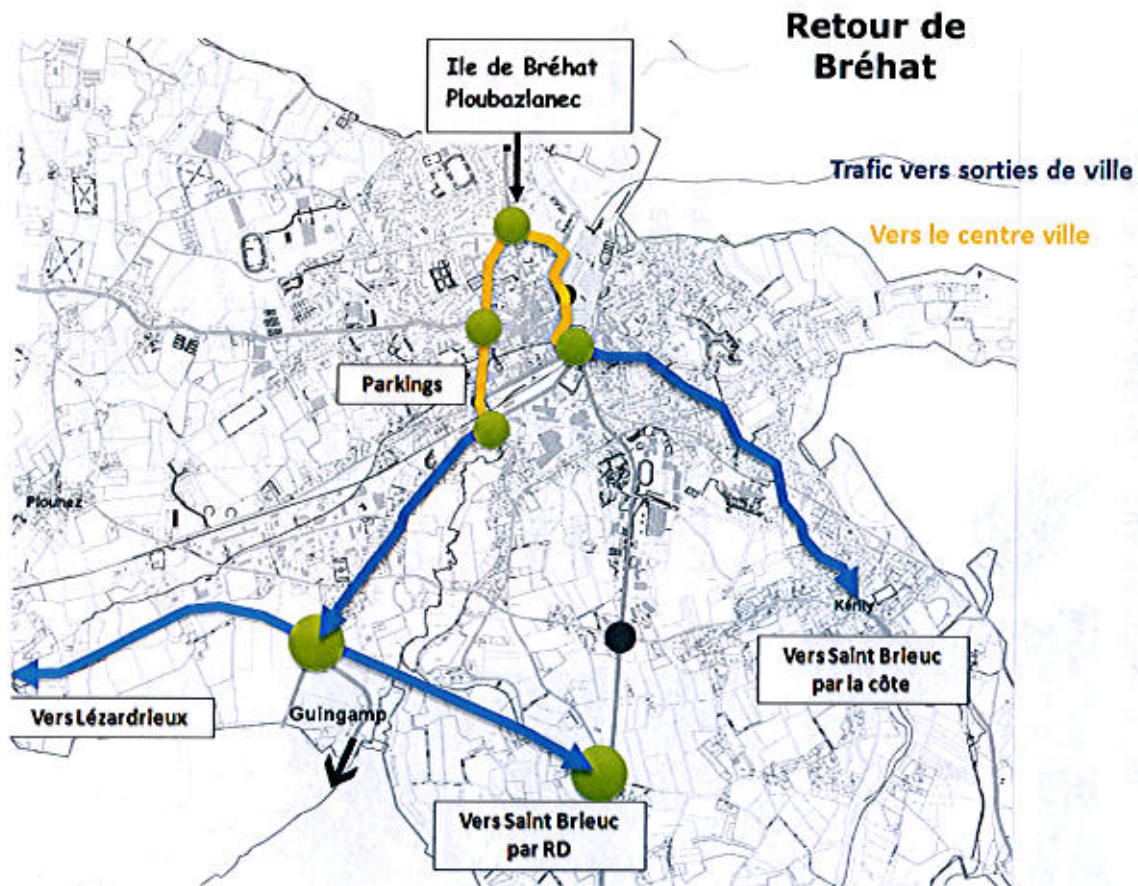 Retour de
Bréhat
Ile de Bréhat
Ploubazlanec
Trafic vers sorties de ville
Vers le centre ville
Parkings
Plounez
Kérity
Vers Saint Brieuc
par la côte
Vers Lézardrieux
Guingamp
Vers Saint Brieuc
par RD